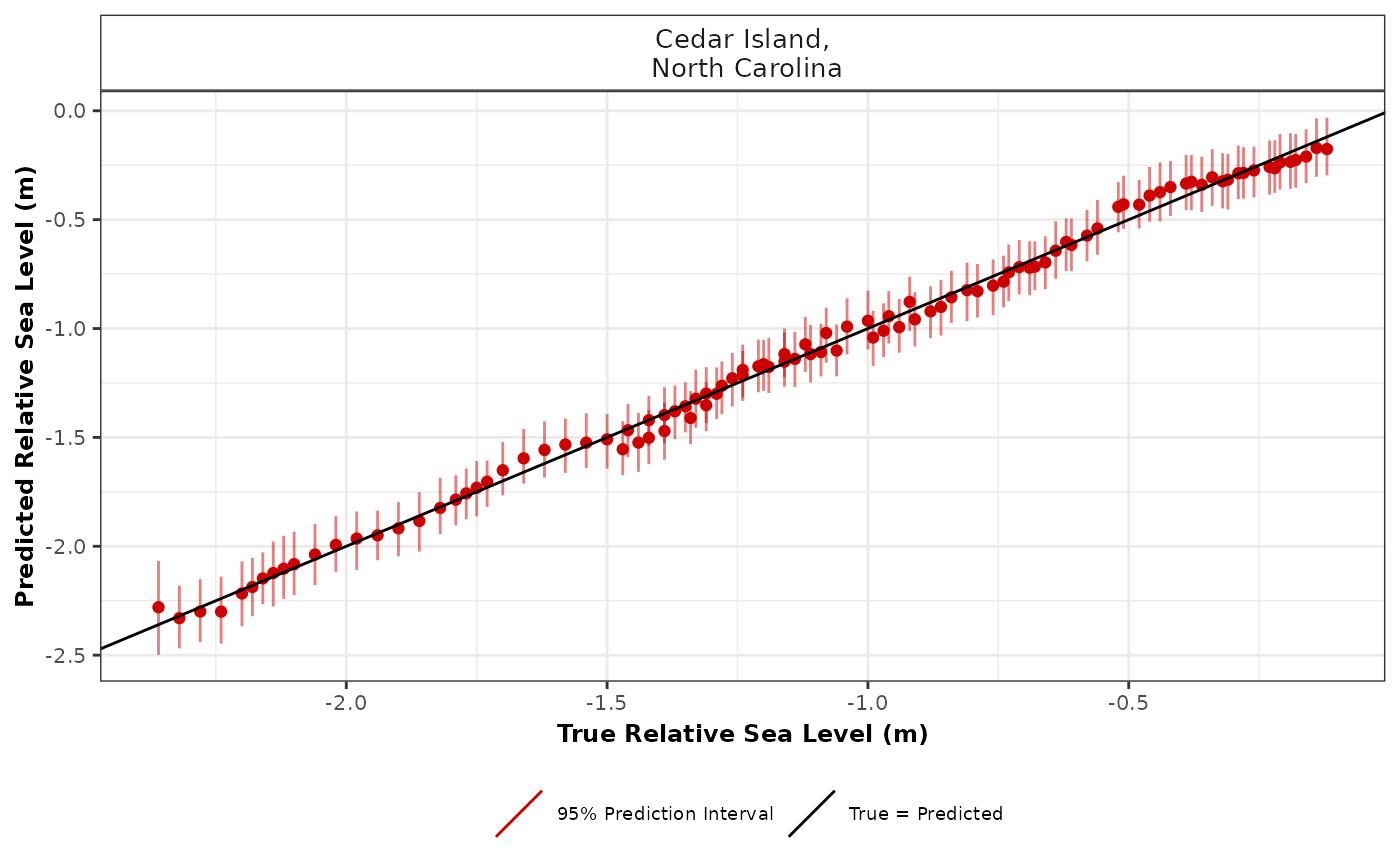 Cedar Island,
North Carolina
0.0
-0.5
-1.0
-1.5
-2.0
-2.5
Predicted Relative Sea Level (m)
-2.0 -1.5 -1.0 -0.5
True Relative Sea Level (m)
95% Prediction Interval True = Predicted